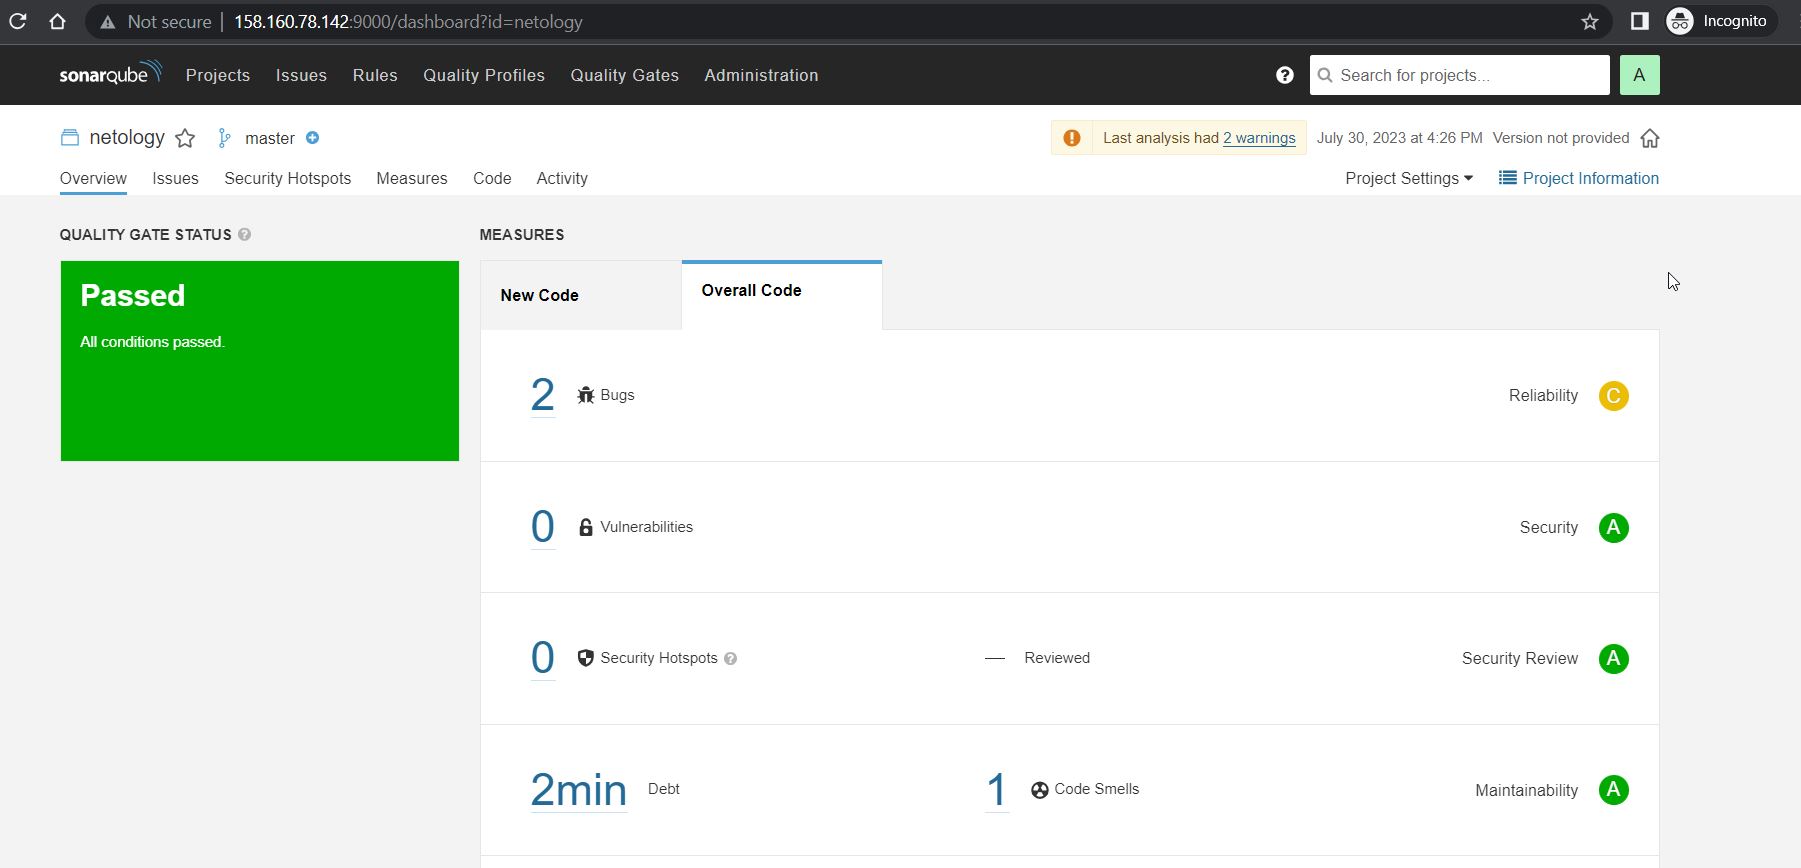 Not secure | 158.160.78.142:9000/dashboard?id=netology Incognito
sonarqube Projects Issues Rules Quality Profiles Quality Gates Administration ? Search for projects... A
netology master Last analysis had 2 warnings July 30, 2023 at 4:26 PM Version not provided
Overview Issues Security Hotspots Measures Code Activity Project Settings Project Information
QUALITY GATE STATUS ? MEASURES
Passed
All conditions passed.
New Code Overall Code
2 Bugs Reliability C
0 Vulnerabilities Security A
0 Security Hotspots ? — Reviewed Security Review A
2min Debt 1 Code Smells Maintainability A